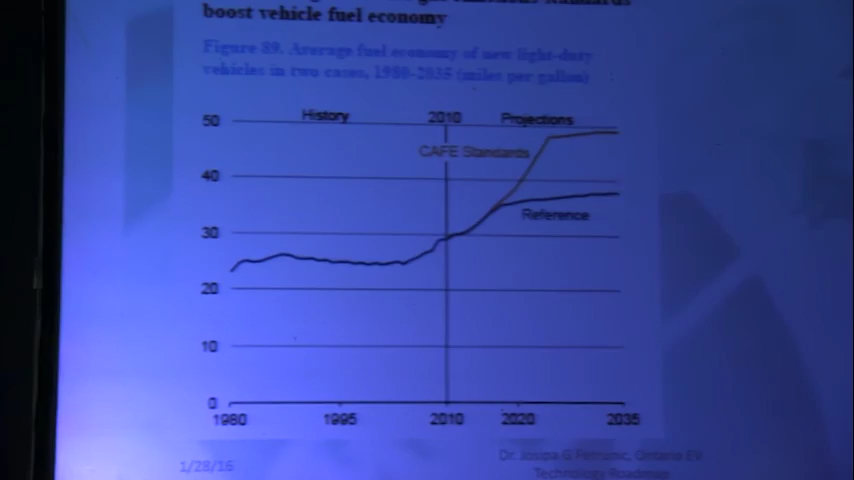 boost vehicle fuel economy
Figure 89. Average fuel economy of new light-duty
vehicles in two cases, 1980-2035 (miles per gallon)
50
History
2010
Projections
CAFE Standards
40
Reference
30
20
10
0
1980
1995
2010
2020
2035
1/28/16
Dr. Josipa G Petrunic, Ontario EV
Technology Roadmap